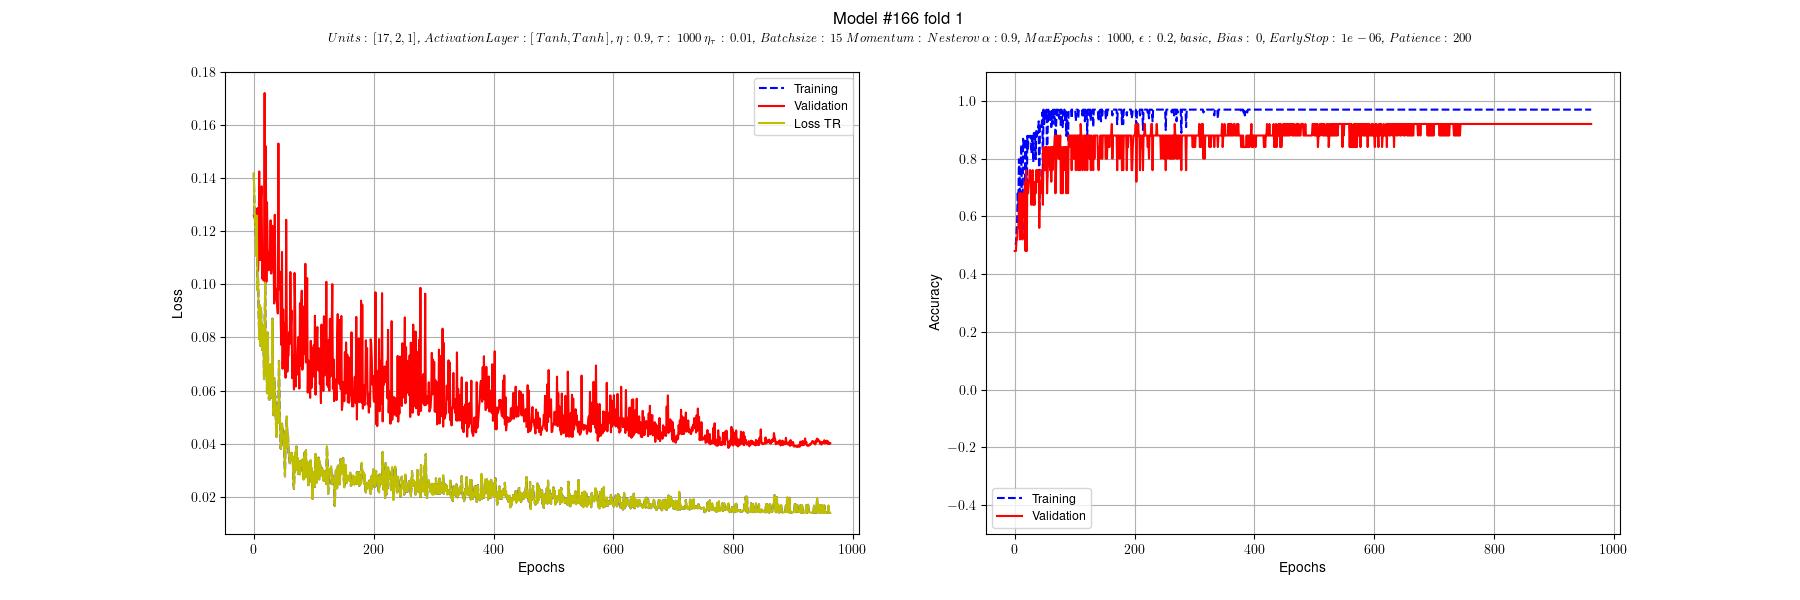 Model #166 fold 1
Units : [17, 2, 1], ActivationLayer : [Tanh, Tanh], η : 0.9, τ : 1000 η_τ : 0.01, Batchsize : 15 Momentum : Nesterov α : 0.9, MaxEpochs : 1000, ϵ : 0.2, basic, Bias : 0, EarlyStop : 1e − 06, Patience : 200
0.18
0.16
0.14
0.12
0.10
0.08
0.06
0.04
0.02
Loss
Training
Validation
Loss TR
0 200 400 600 800 1000
Epochs
1.0
0.8
0.6
0.4
0.2
0.0
−0.2
−0.4
Accuracy
Training
Validation
0 200 400 600 800 1000
Epochs